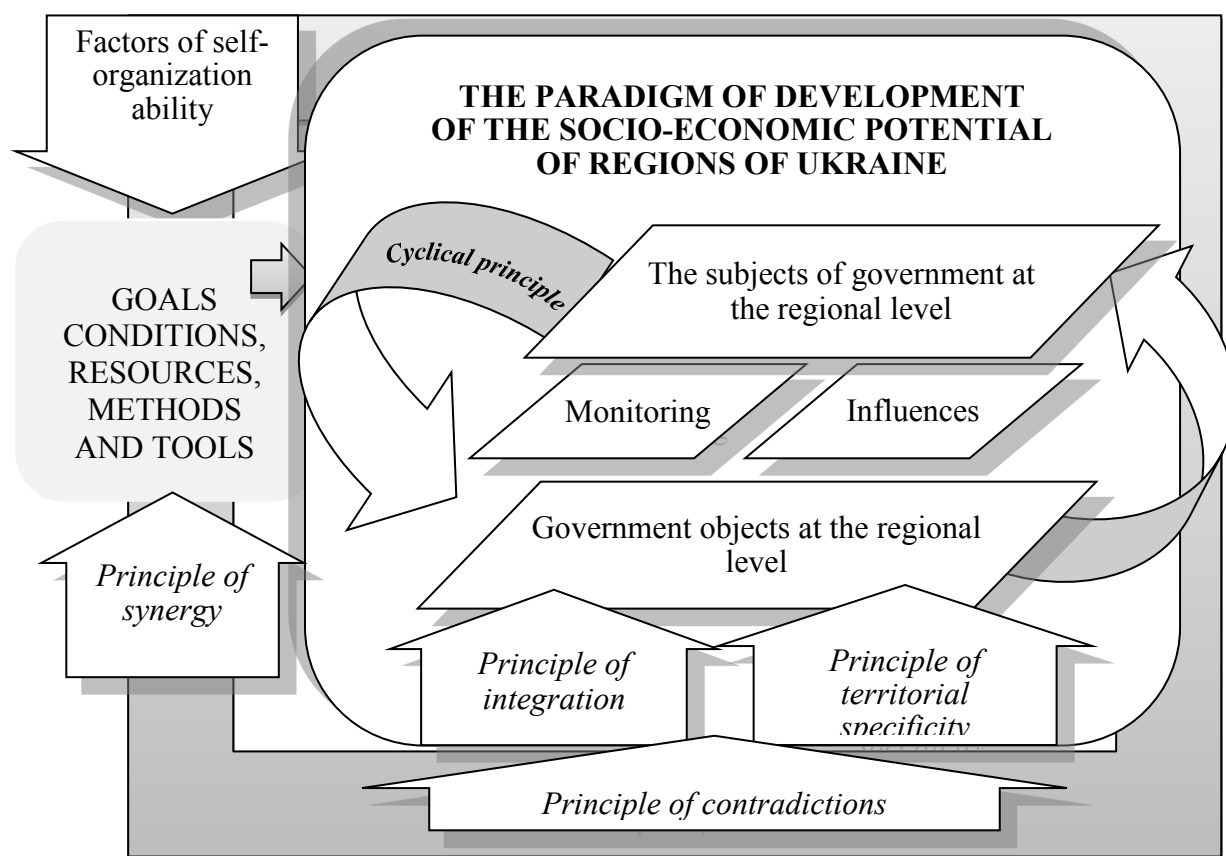 Factors of self-
organization
ability
THE PARADIGM OF DEVELOPMENT
OF THE SOCIO-ECONOMIC POTENTIAL
OF REGIONS OF UKRAINE
Cyclical principle
The subjects of government at
the regional level
GOALS
CONDITIONS,
RESOURCES,
METHODS
AND TOOLS
Monitoring
Influences
Government objects at the regional
level
Principle of
synergy
Principle of
integration
Principle of
territorial
specificity
Principle of contradictions